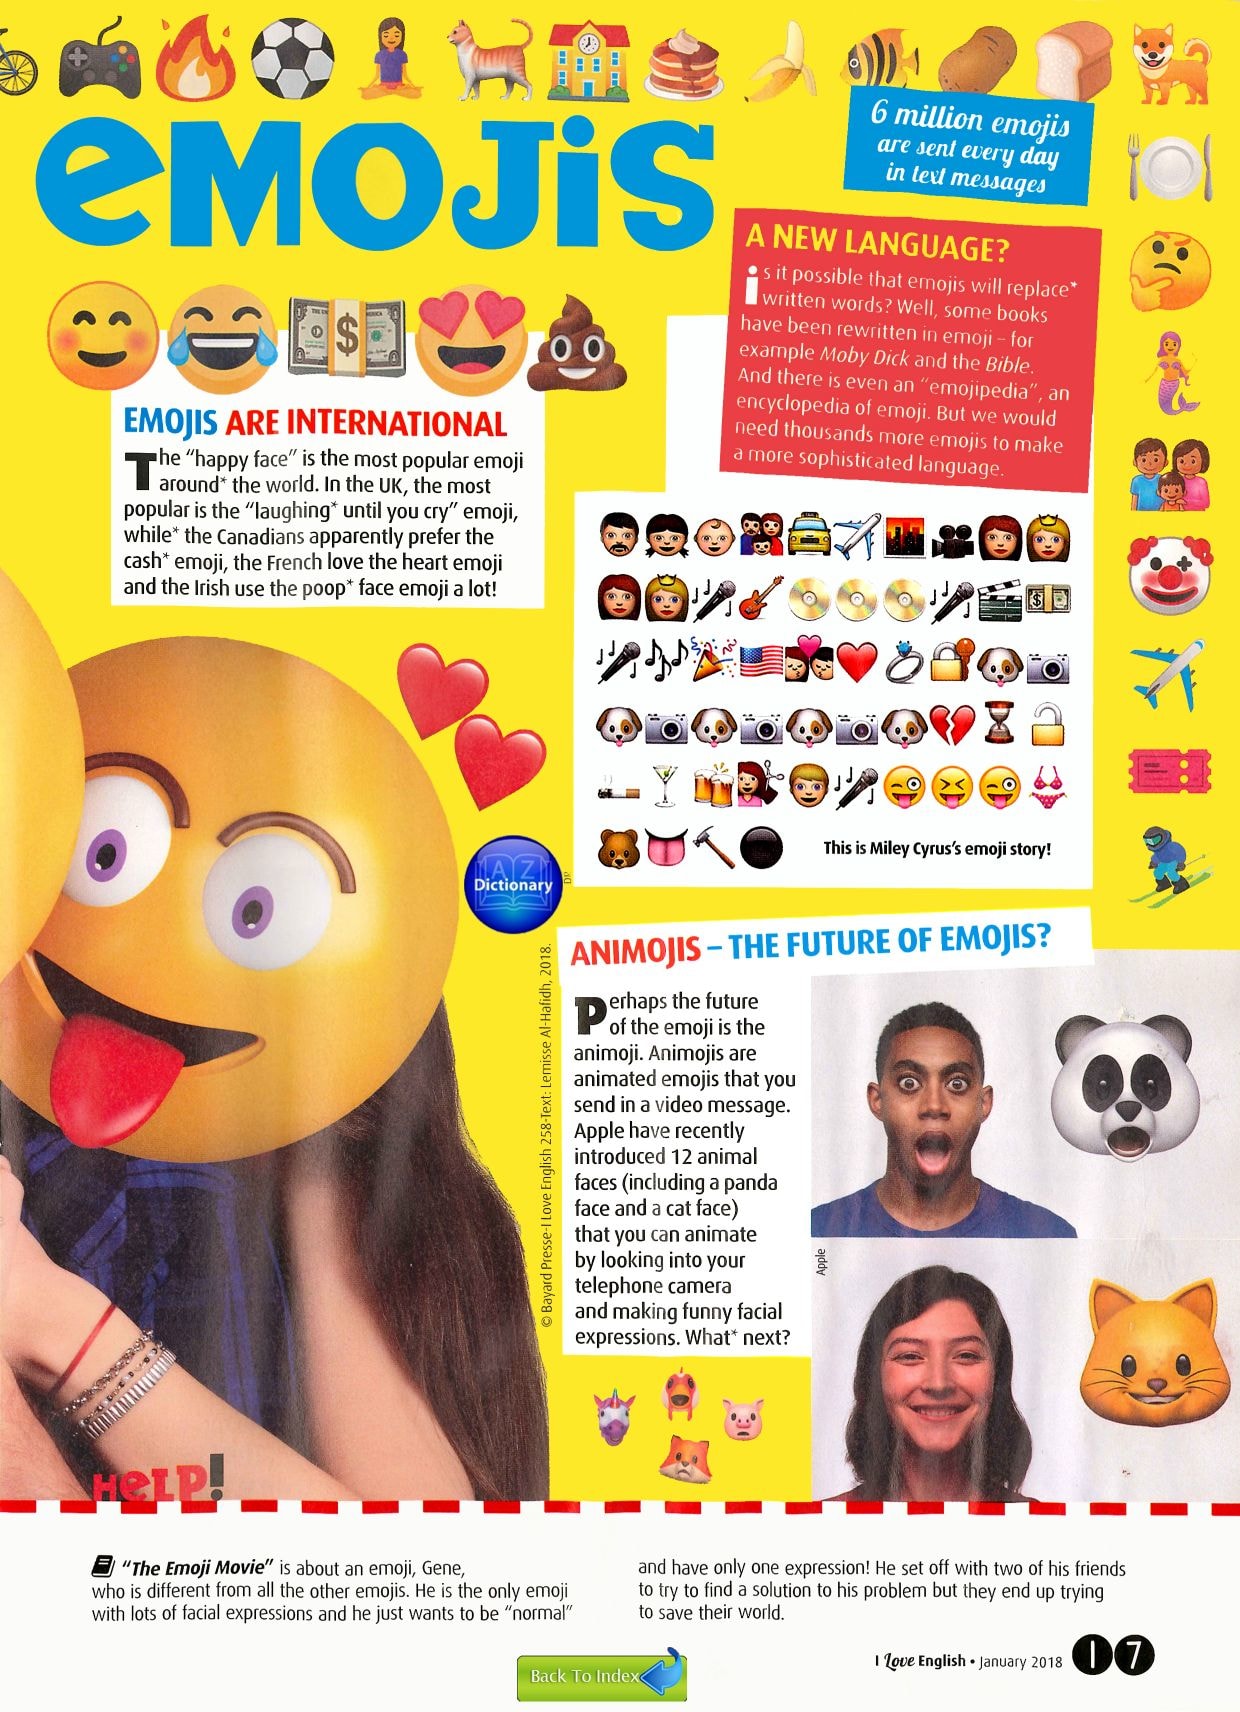 EMOJIS
6 million emojis
are sent every day
in text messages
A NEW LANGUAGE?
is it possible that emojis will replace*
written words? Well, some books
have been rewritten in emoji – for
example Moby Dick and the Bible.
And there is even an “emojipedia”, an
encyclopedia of emoji. But we would
need thousands more emojis to make
a more sophisticated language.
EMOJIS ARE INTERNATIONAL
The “happy face” is the most popular emoji
around* the world. In the UK, the most
popular is the “laughing* until you cry” emoji,
while* the Canadians apparently prefer the
cash* emoji, the French love the heart emoji
and the Irish use the poop* face emoji a lot!
This is Miley Cyrus’s emoji story!
A Z
Dictionary
DR
© Bayard Presse-I Love English 258-Text: Lemisse Al-Hafidh, 2018.
ANIMOJIS – THE FUTURE OF EMOJIS?
Perhaps the future
of the emoji is the
animoji. Animojis are
animated emojis that you
send in a video message.
Apple have recently
introduced 12 animal
faces (including a panda
face and a cat face)
that you can animate
by looking into your
telephone camera
and making funny facial
expressions. What* next?
Apple
HELP!
“The Emoji Movie” is about an emoji, Gene,
who is different from all the other emojis. He is the only emoji
with lots of facial expressions and he just wants to be “normal”
and have only one expression! He set off with two of his friends
to try to find a solution to his problem but they end up trying
to save their world.
I Love English • January 2018 17
Back To Index